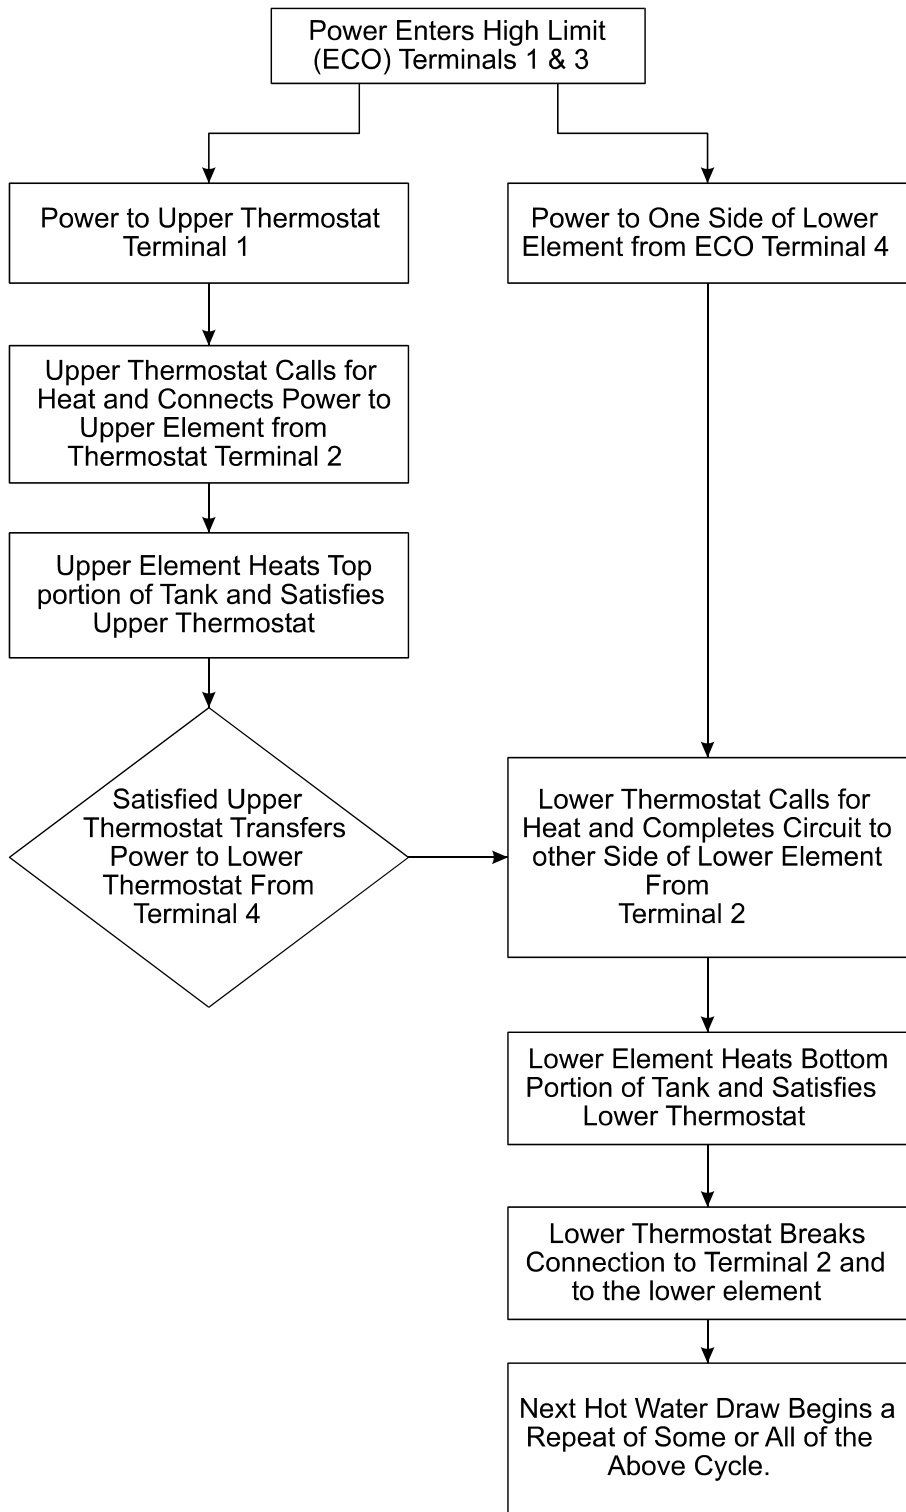 Power Enters High Limit
(ECO) Terminals 1 & 3
Power to Upper Thermostat
Terminal 1
Power to One Side of Lower
Element from ECO Terminal 4
Upper Thermostat Calls for
Heat and Connects Power to
Upper Element from
Thermostat Terminal 2
Upper Element Heats Top
portion of Tank and Satisfies
Upper Thermostat
Satisfied Upper
Thermostat Transfers
Power to Lower
Thermostat From
Terminal 4
Lower Thermostat Calls for
Heat and Completes Circuit to
other Side of Lower Element
From
Terminal 2
Lower Element Heats Bottom
Portion of Tank and Satisfies
Lower Thermostat
Lower Thermostat Breaks
Connection to Terminal 2 and
to the lower element
Next Hot Water Draw Begins a
Repeat of Some or All of the
Above Cycle.